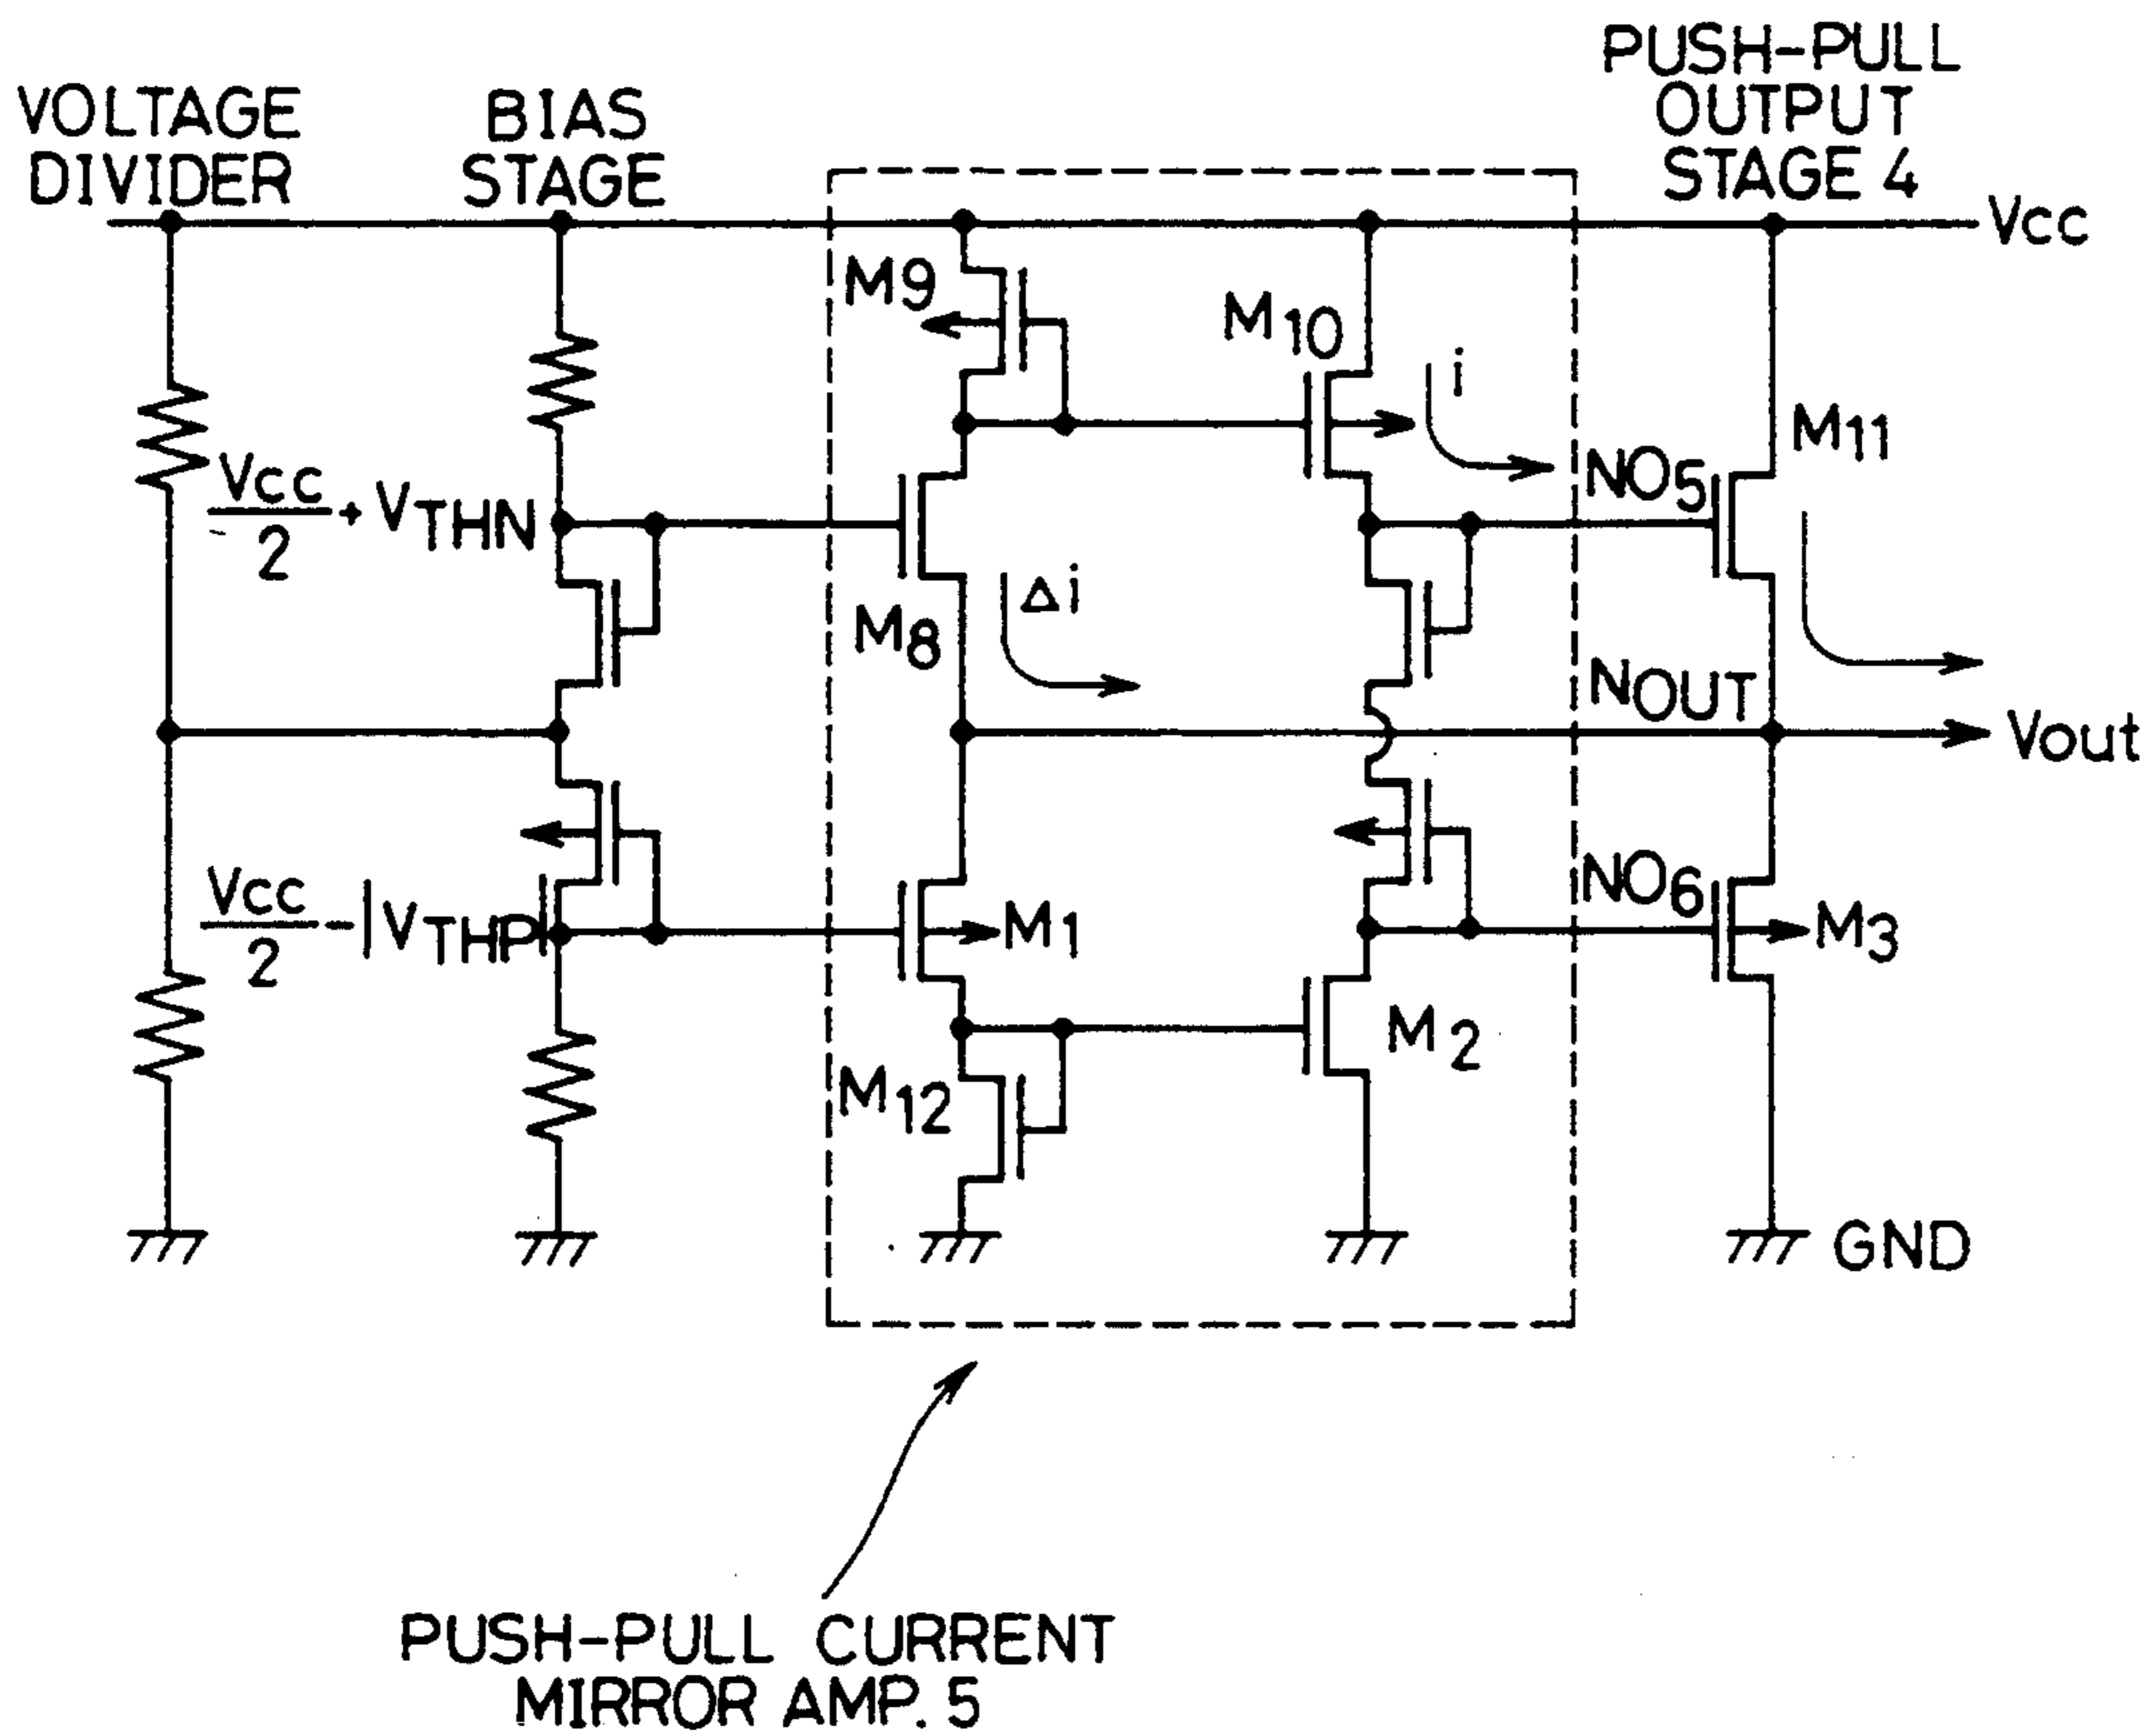 VOLTAGE
DIVIDER
BIAS
STAGE
PUSH-PULL
OUTPUT
STAGE 4
Vcc
M9
M10
i
M11
NO5
Vcc/2 + VTHN
M8
Δi
NOUT
Vout
Vcc/2 - |VTHP|
M1
NO6
M3
M12
M2
GND
PUSH-PULL CURRENT
MIRROR AMP. 5